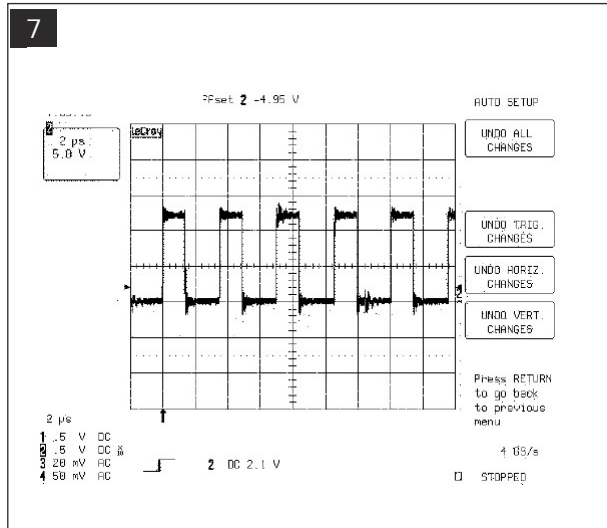 7
2 -4.95 V
AUTO SETUP
LeCroy
2
2 µs
5.0 V
UNDO ALL
CHANGES
UNDO TRIG.
CHANGES
UNDO HORIZ.
CHANGES
UNDO VERT.
CHANGES
Press RETURN
to go back
to previous
menu
2 µs
1 .5 V DC
2 .5 V DC
3 20 mV AC
4 50 mV AC
2 DC 2.1 V
4 GS/s
STOPPED